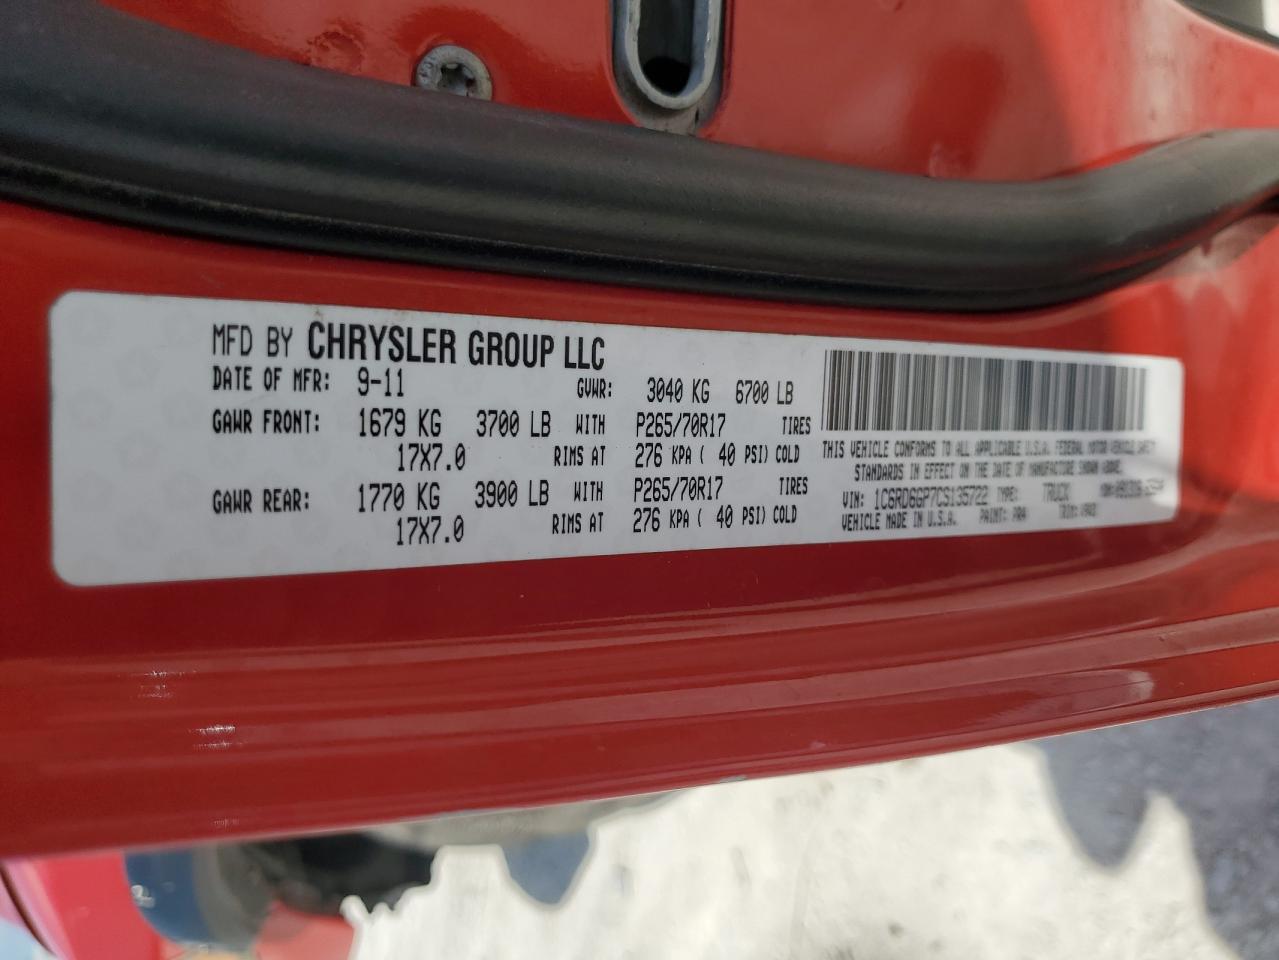 MFD BY CHRYSLER GROUP LLC
DATE OF MFR: 9-11 GVWR: 3040 KG 6700 LB
GAWR FRONT: 1679 KG 3700 LB WITH P265/70R17 TIRES
17X7.0 RIMS AT 276 KPA ( 40 PSI) COLD
GAWR REAR: 1770 KG 3900 LB WITH P265/70R17 TIRES
17X7.0 RIMS AT 276 KPA ( 40 PSI) COLD
THIS VEHICLE CONFORMS TO ALL APPLICABLE U.S.A. FEDERAL MOTOR VEHICLE SAFETY
STANDARDS IN EFFECT ON THE DATE OF MANUFACTURE SHOWN ABOVE.
VIN: 1C6RD6GP7CS135722 TYPE: TRUCK
VEHICLE MADE IN U.S.A. PAINT: PR4 TRIM: